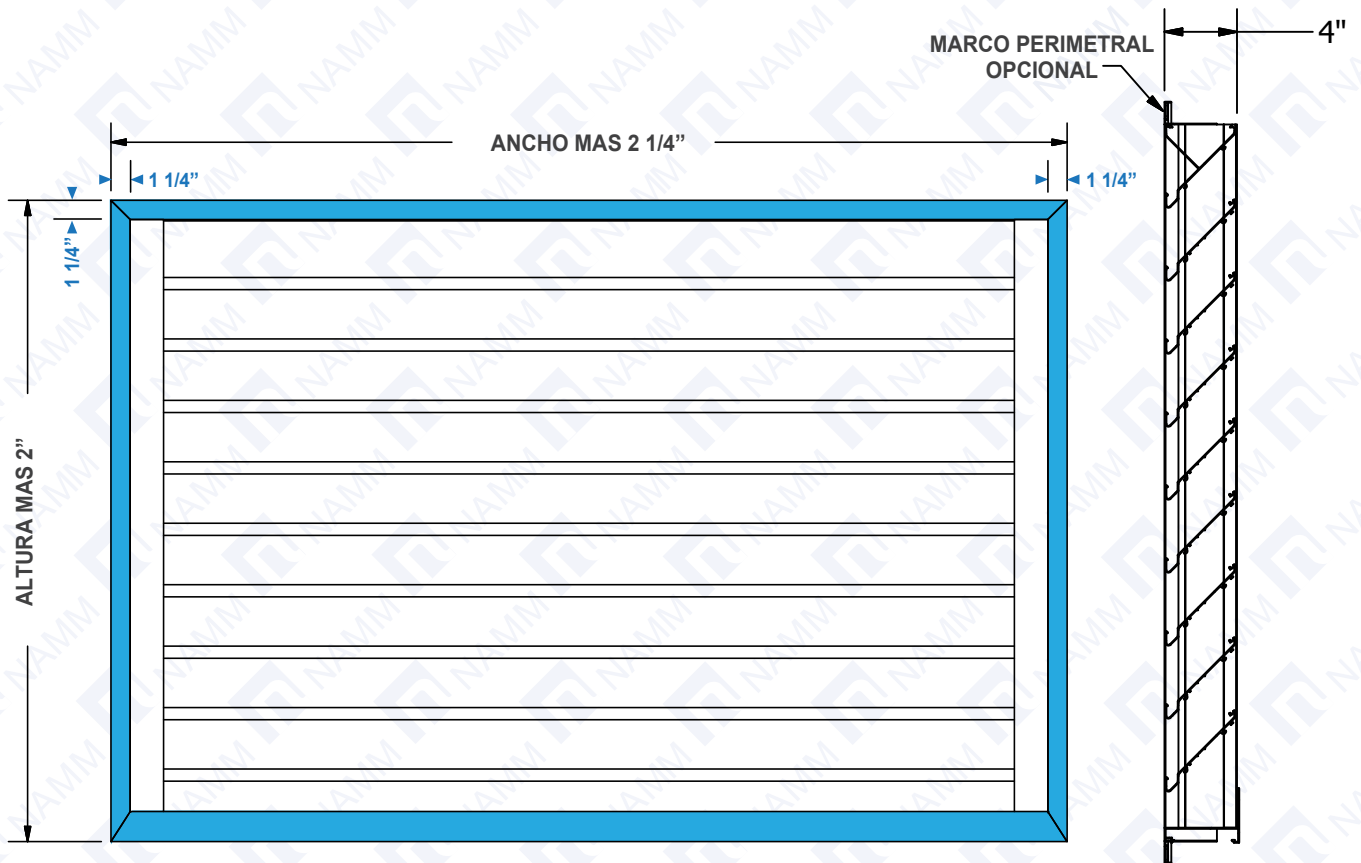 4"
MARCO PERIMETRAL
OPCIONAL
ANCHO MAS 2 1/4”
1 1/4”
1 1/4”
1 1/4”
ALTURA MAS 2”
NAMM